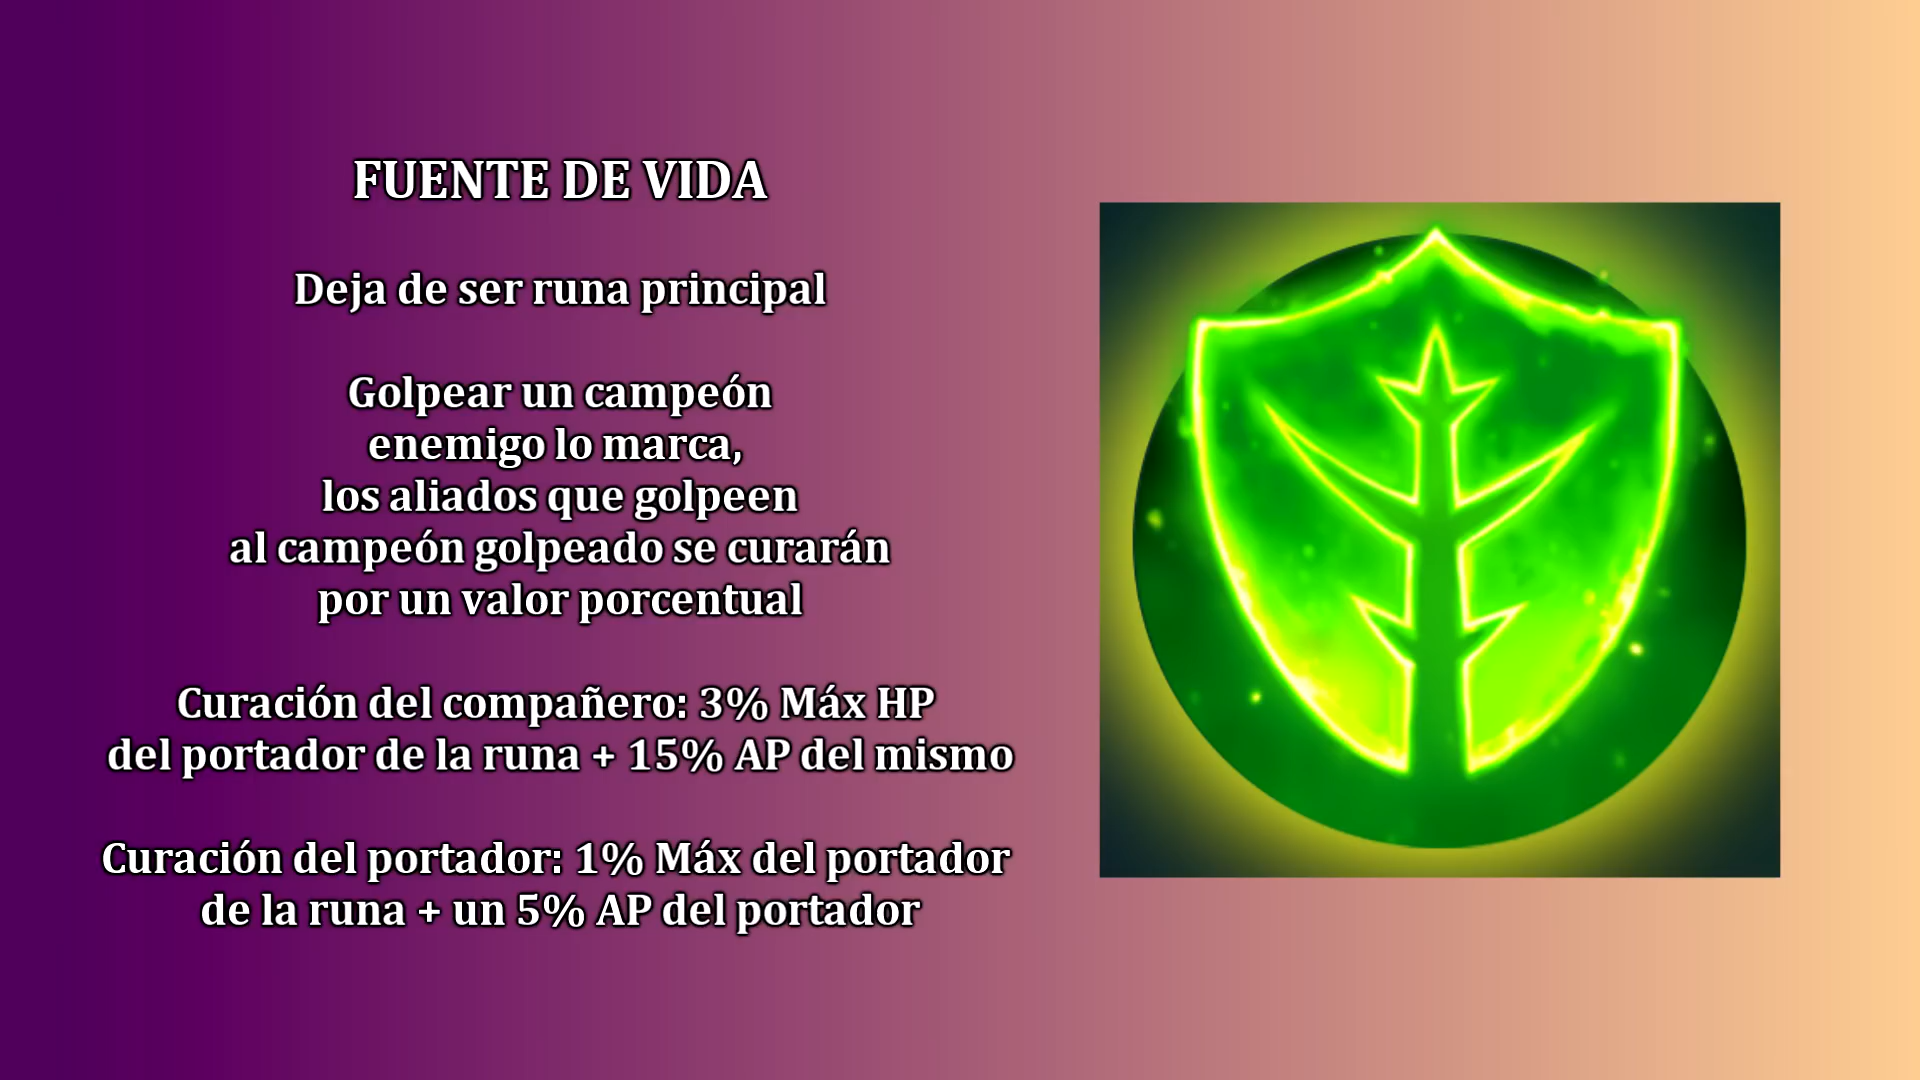 FUENTE DE VIDA
Deja de ser runa principal
Golpear un campeón
enemigo lo marca,
los aliados que golpeen
al campeón golpeado se curarán
por un valor porcentual
Curación del compañero: 3% Máx HP
del portador de la runa + 15% AP del mismo
Curación del portador: 1% Máx del portador
de la runa + un 5% AP del portador